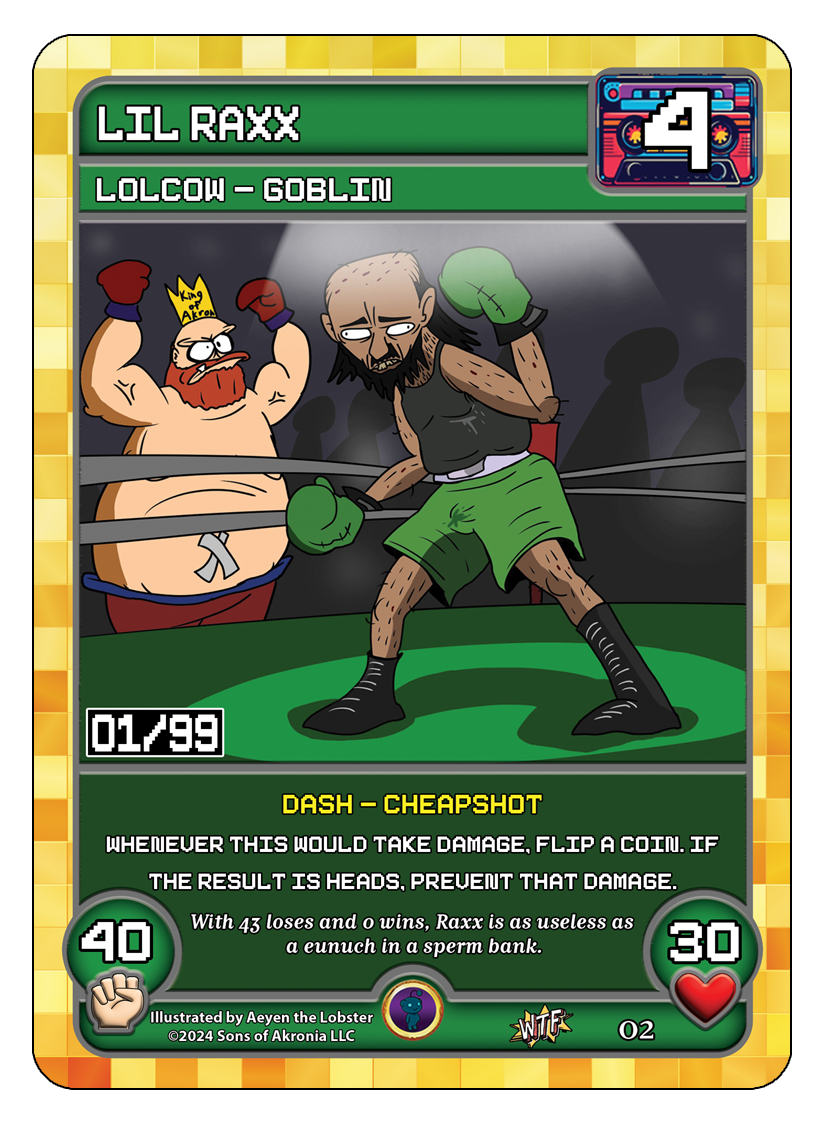 LIL RAXX
4
LOLCOW – GOBLIN
King
of
Akron
01/99
DASH – CHEAPSHOT
WHENEVER THIS WOULD TAKE DAMAGE, FLIP A COIN. IF
THE RESULT IS HEADS, PREVENT THAT DAMAGE.
With 43 loses and 0 wins, Raxx is as useless as
a eunuch in a sperm bank.
40
30
Illustrated by Aeyen the Lobster
©2024 Sons of Akronia LLC
WTF
02